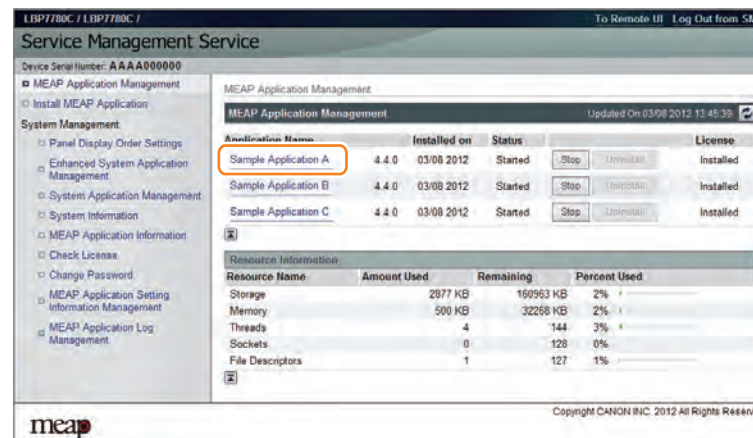 LBP7780C / LBP7780C /
To Remote UI Log Out from SM
Service Management Service
Device Serial Number: AAAA000000
MEAP Application Management
Install MEAP Application
System Management
Panel Display Order Settings
Enhanced System Application
Management
System Application Management
System Information
MEAP Application Information
Check License
Change Password
MEAP Application Setting
Information Management
MEAP Application Log
Management
MEAP Application Management
MEAP Application Management Updated On:03/08 2012 13:45:39
Application Name Installed on Status License
Sample Application A 4.4.0 03/08 2012 Started Stop Uninstall Installed
Sample Application B 4.4.0 03/08 2012 Started Stop Uninstall Installed
Sample Application C 4.4.0 03/08 2012 Started Stop Uninstall Installed
Resource Information
Resource Name Amount Used Remaining Percent Used
Storage 2877 KB 160963 KB 2%
Memory 500 KB 32268 KB 2%
Threads 4 144 3%
Sockets 0 128 0%
File Descriptors 1 127 1%
Copyright CANON INC. 2012 All Rights Reserv
meap